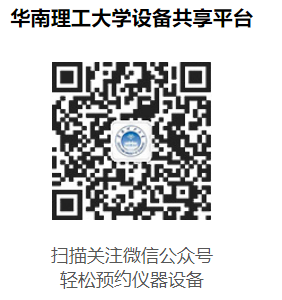 华南理工大学设备共享平台
扫描关注微信公众号
轻松预约仪器设备